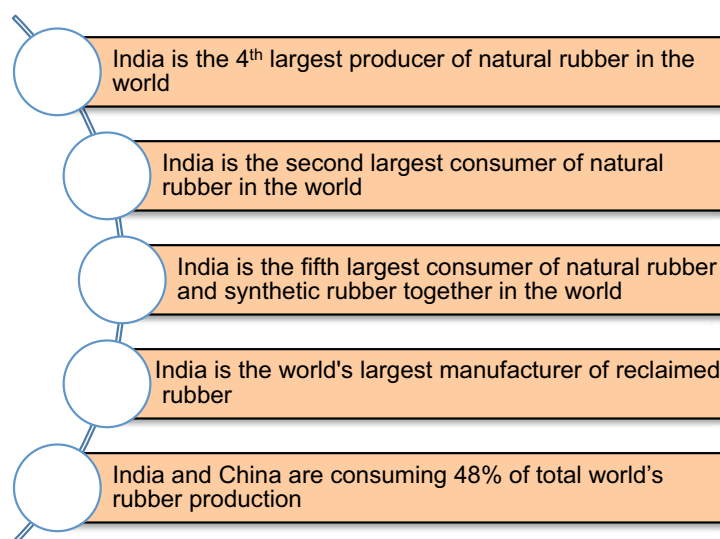 India is the 4th largest producer of natural rubber in the
world
India is the second largest consumer of natural
rubber in the world
India is the fifth largest consumer of natural rubber
and synthetic rubber together in the world
India is the world's largest manufacturer of reclaimed
rubber
India and China are consuming 48% of total world’s
rubber production